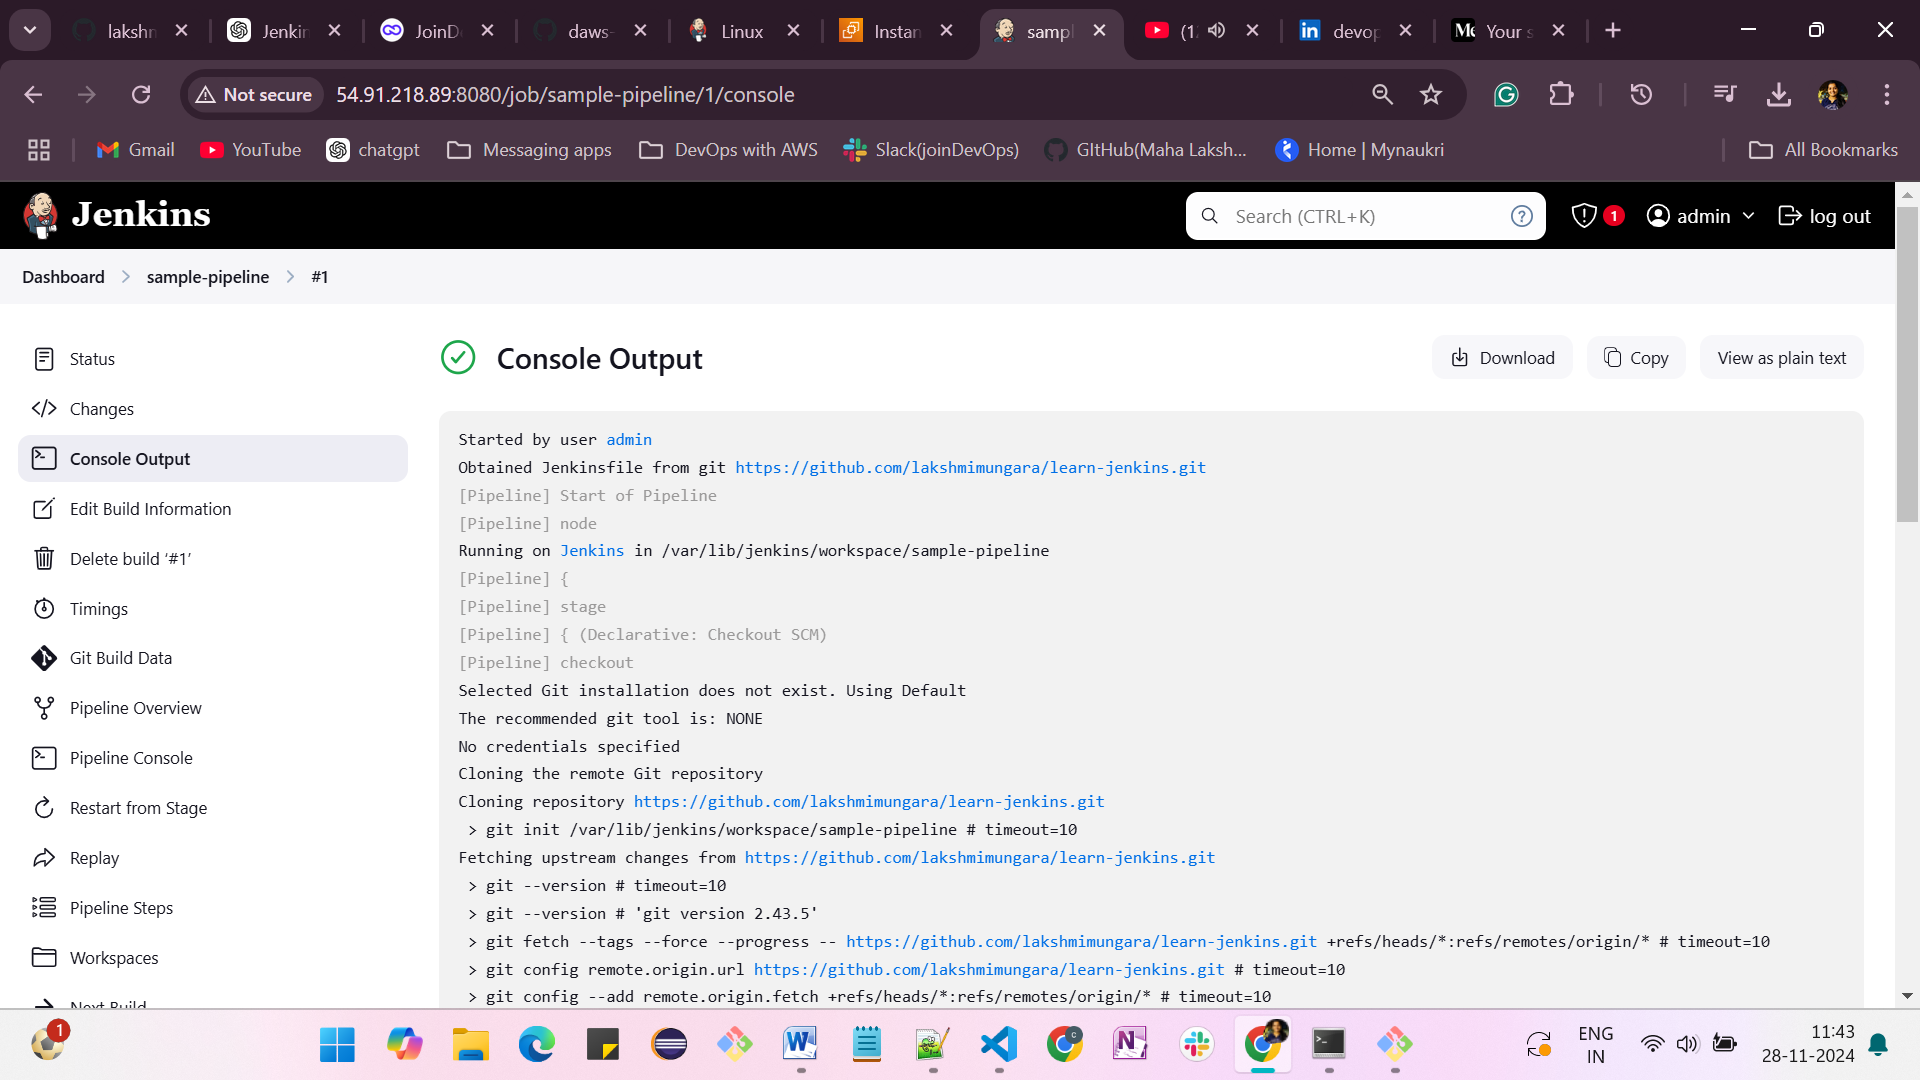 lakshm
Jenkin
JoinD
daws-
Linux
Instan
sampl
(1
in devop
Your s
Not secure 54.91.218.89:8080/job/sample-pipeline/1/console
Gmail YouTube chatgpt Messaging apps DevOps with AWS Slack(joinDevOps) GItHub(Maha Laksh... Home | Mynaukri All Bookmarks
Jenkins
Search (CTRL+K) ? 1 admin log out
Dashboard sample-pipeline #1
Status
Changes
Console Output
Edit Build Information
Delete build ‘#1’
Timings
Git Build Data
Pipeline Overview
Pipeline Console
Restart from Stage
Replay
Pipeline Steps
Workspaces
Next Build
Console Output
Download Copy View as plain text
Started by user admin
Obtained Jenkinsfile from git https://github.com/lakshmimungara/learn-jenkins.git
[Pipeline] Start of Pipeline
[Pipeline] node
Running on Jenkins in /var/lib/jenkins/workspace/sample-pipeline
[Pipeline] {
[Pipeline] stage
[Pipeline] { (Declarative: Checkout SCM)
[Pipeline] checkout
Selected Git installation does not exist. Using Default
The recommended git tool is: NONE
No credentials specified
Cloning the remote Git repository
Cloning repository https://github.com/lakshmimungara/learn-jenkins.git
> git init /var/lib/jenkins/workspace/sample-pipeline # timeout=10
Fetching upstream changes from https://github.com/lakshmimungara/learn-jenkins.git
> git --version # timeout=10
> git --version # 'git version 2.43.5'
> git fetch --tags --force --progress -- https://github.com/lakshmimungara/learn-jenkins.git +refs/heads/*:refs/remotes/origin/* # timeout=10
> git config remote.origin.url https://github.com/lakshmimungara/learn-jenkins.git # timeout=10
> git config --add remote.origin.fetch +refs/heads/*:refs/remotes/origin/* # timeout=10
1
ENG
IN
11:43
28-11-2024